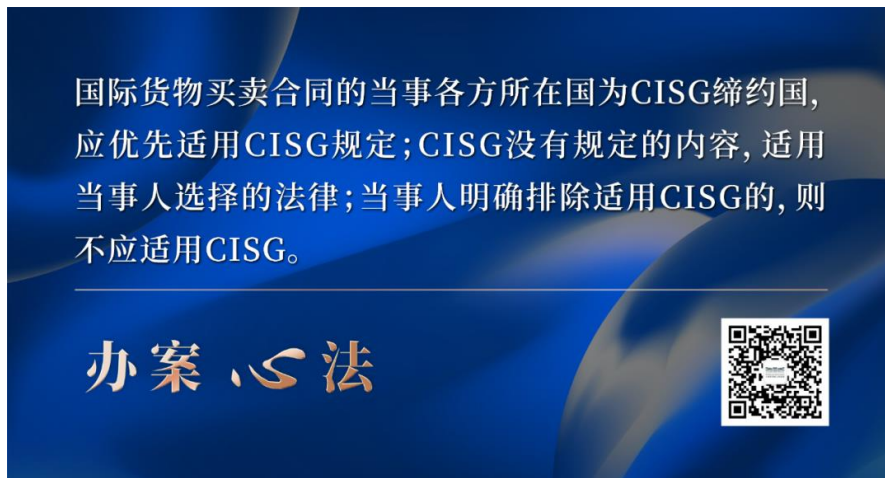 国际货物买卖合同的当事各方所在国为CISG缔约国,
应优先适用CISG规定;CISG没有规定的内容,适用
当事人选择的法律;当事人明确排除适用CISG的,则
不应适用CISG。
办案心法